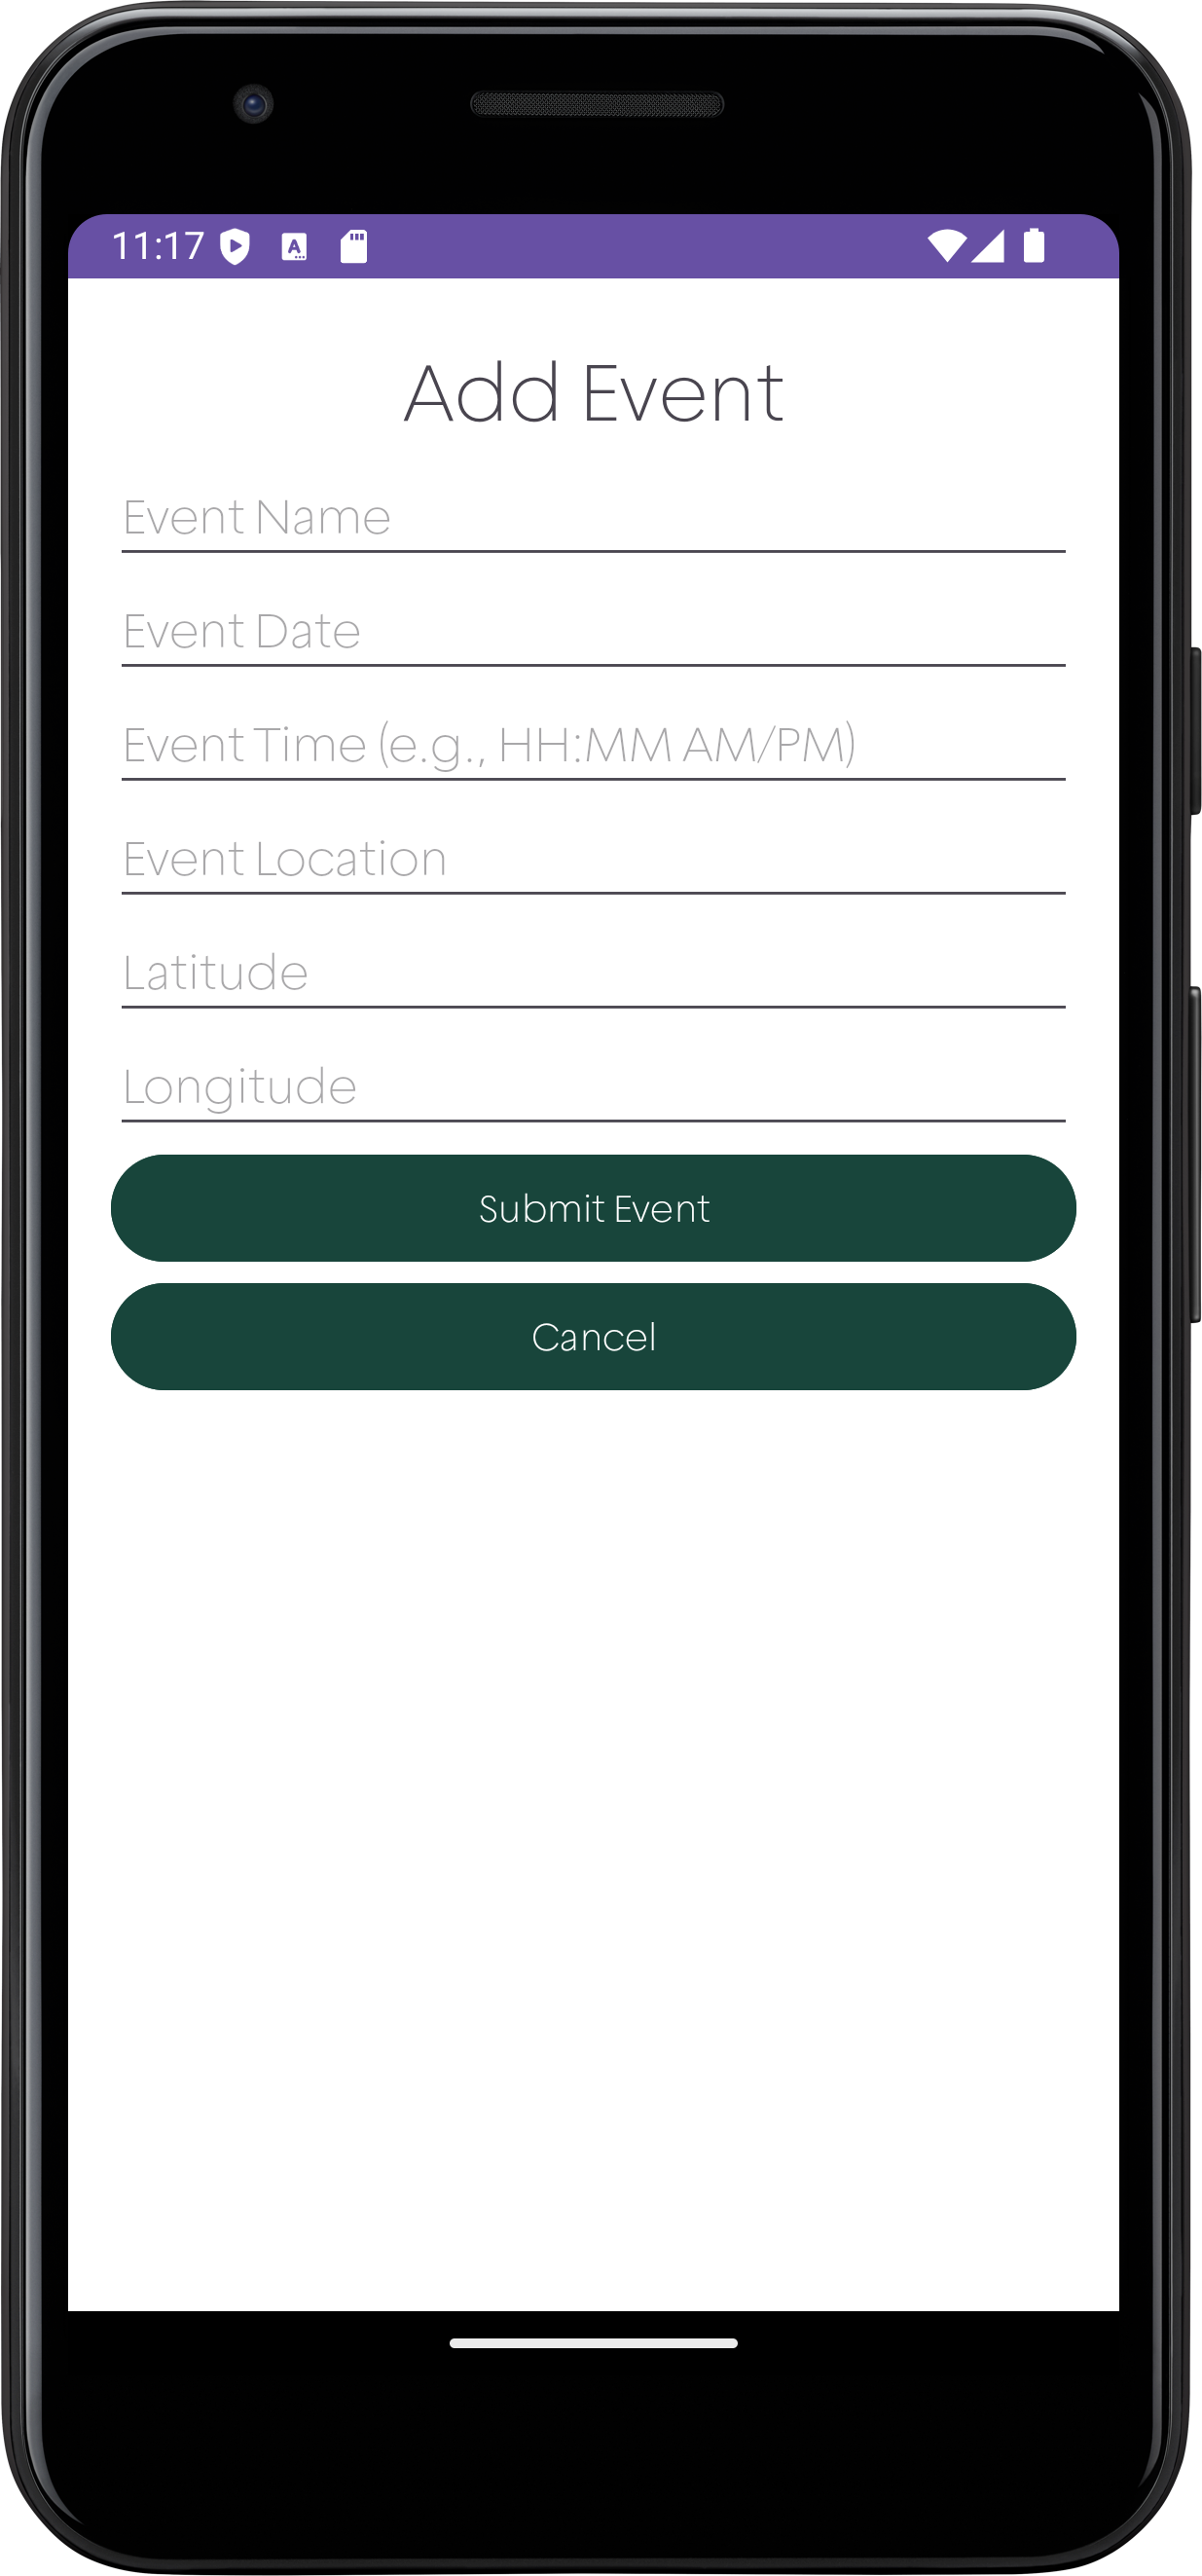 11:17
Add Event
Event Name
Event Date
Event Time (e.g., HH:MM AM/PM)
Event Location
Latitude
Longitude
Submit Event
Cancel